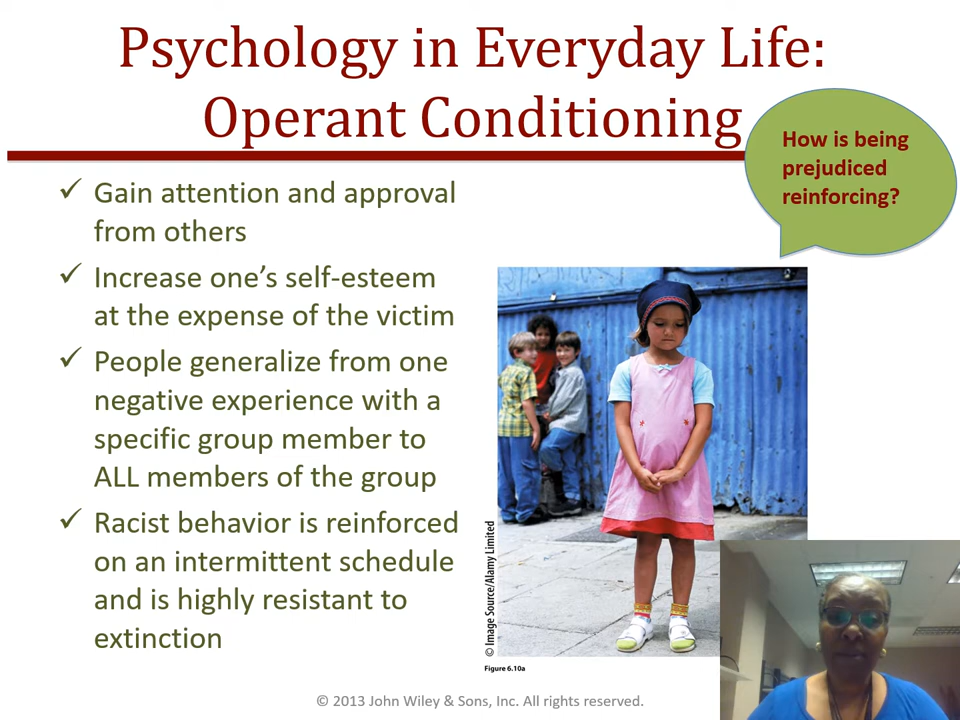 Psychology in Everyday Life:
Operant Conditioning
How is being
prejudiced
reinforcing?
✓ Gain attention and approval
from others
✓ Increase one’s self-esteem
at the expense of the victim
✓ People generalize from one
negative experience with a
specific group member to
ALL members of the group
✓ Racist behavior is reinforced
on an intermittent schedule
and is highly resistant to
extinction
© Image Source/Alamy Limited
Figure 6.10a
© 2013 John Wiley & Sons, Inc. All rights reserved.